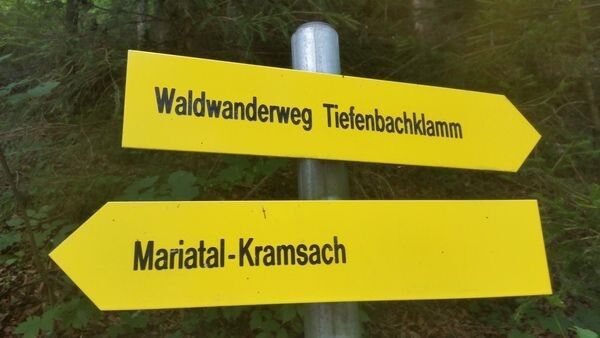 Waldwanderweg Tiefenbachklamm
Mariatal-Kramsach